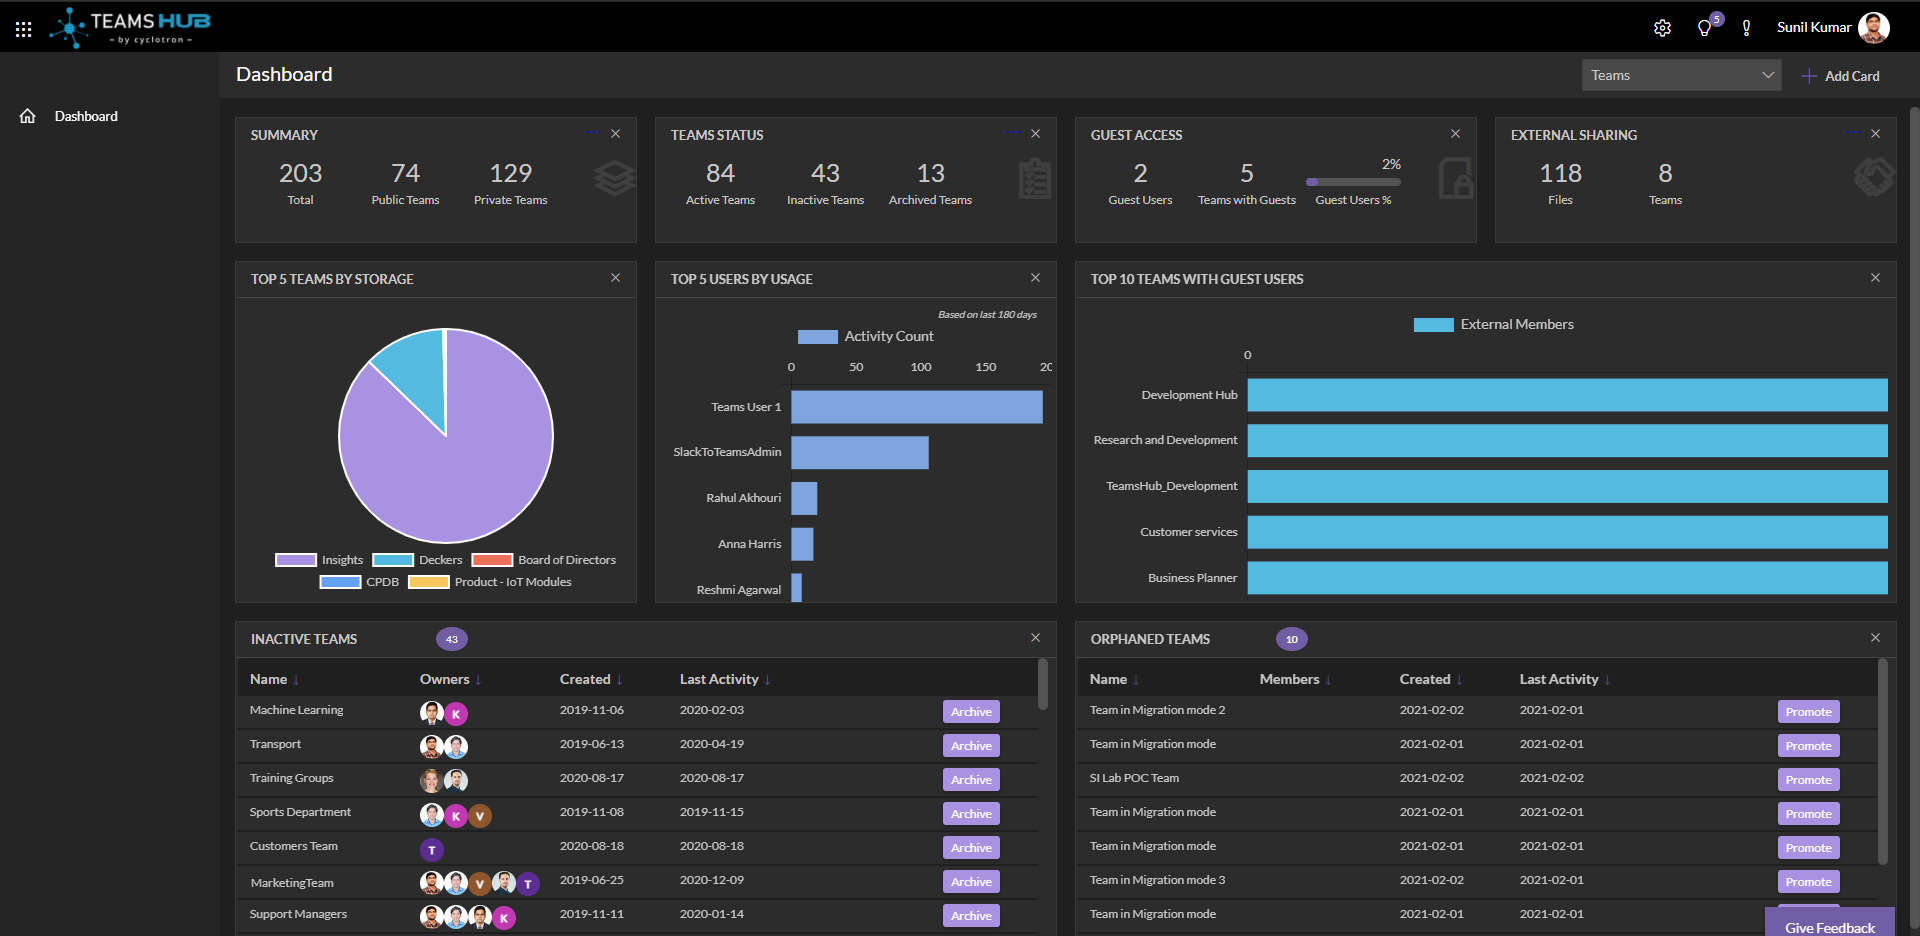 TEAMS HUB
– by cyclotron –
5
Sunil Kumar
Dashboard
Teams
Add Card
Dashboard
SUMMARY
203
74
129
Total
Public Teams
Private Teams
TEAMS STATUS
84
43
13
Active Teams
Inactive Teams
Archived Teams
GUEST ACCESS
2
5
2%
Guest Users
Teams with Guests
Guest Users %
EXTERNAL SHARING
118
8
Files
Teams
TOP 5 TEAMS BY STORAGE
Insights
Deckers
Board of Directors
CPDB
Product - IoT Modules
TOP 5 USERS BY USAGE
Based on last 180 days
Activity Count
0 50 100 150 20
Teams User 1
SlackToTeamsAdmin
Rahul Akhouri
Anna Harris
Reshmi Agarwal
TOP 10 TEAMS WITH GUEST USERS
External Members
0
Development Hub
Research and Development
TeamsHub_Development
Customer services
Business Planner
INACTIVE TEAMS 43
Name ↓ Owners ↓ Created ↓ Last Activity ↓
Machine Learning K 2019-11-06 2020-02-03 Archive
Transport 2019-06-13 2020-04-19 Archive
Training Groups 2020-08-17 2020-08-17 Archive
Sports Department K V 2019-11-08 2019-11-15 Archive
Customers Team T 2020-08-18 2020-08-18 Archive
MarketingTeam V T 2019-06-25 2020-12-09 Archive
Support Managers K 2019-11-11 2020-01-14 Archive
ORPHANED TEAMS 10
Name ↓ Members ↓ Created ↓ Last Activity ↓
Team in Migration mode 2 2021-02-02 2021-02-01 Promote
Team in Migration mode 2021-02-01 2021-02-01 Promote
SI Lab POC Team 2021-02-02 2021-02-02 Promote
Team in Migration mode 2021-02-01 2021-02-01 Promote
Team in Migration mode 2021-02-01 2021-02-01 Promote
Team in Migration mode 3 2021-02-02 2021-02-01 Promote
Team in Migration mode 2021-02-01 2021-02-01
Give Feedback